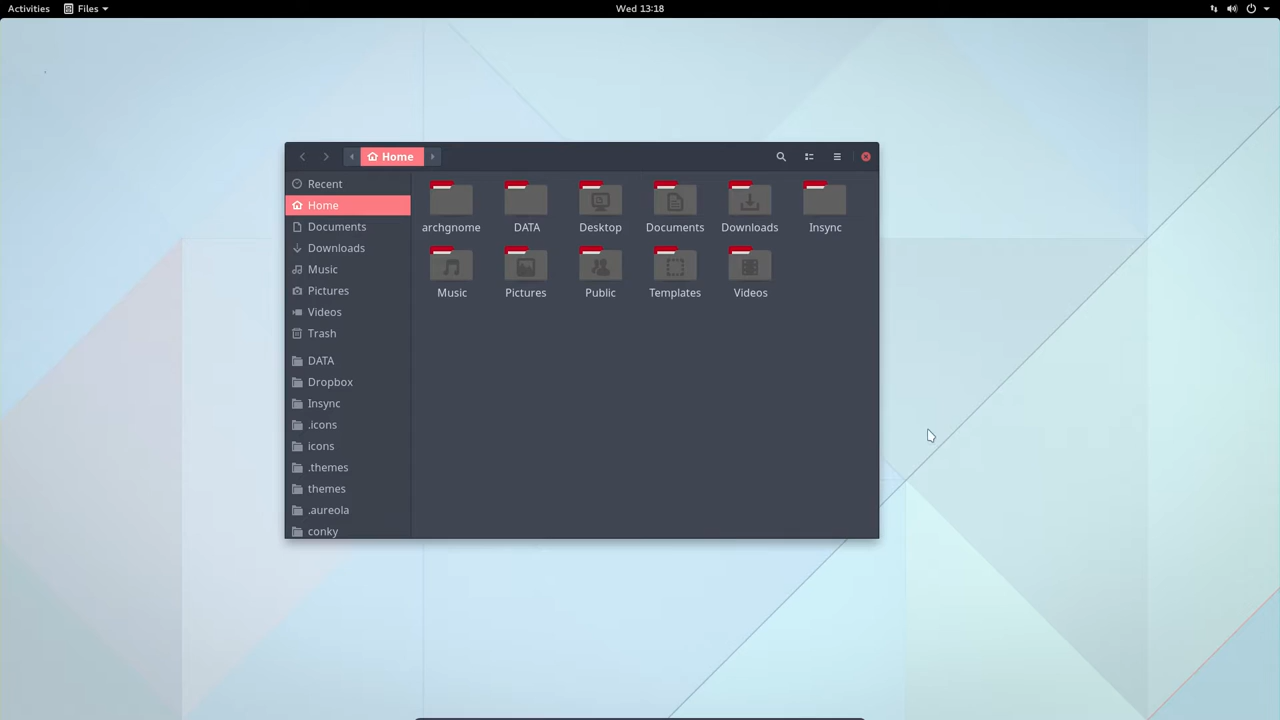 Activities Files Wed 13:18
Home
Recent
Home
Documents
Downloads
Music
Pictures
Videos
Trash
DATA
Dropbox
Insync
.icons
icons
.themes
themes
.aureola
conky
archgnome DATA Desktop Documents Downloads Insync
Music Pictures Public Templates Videos